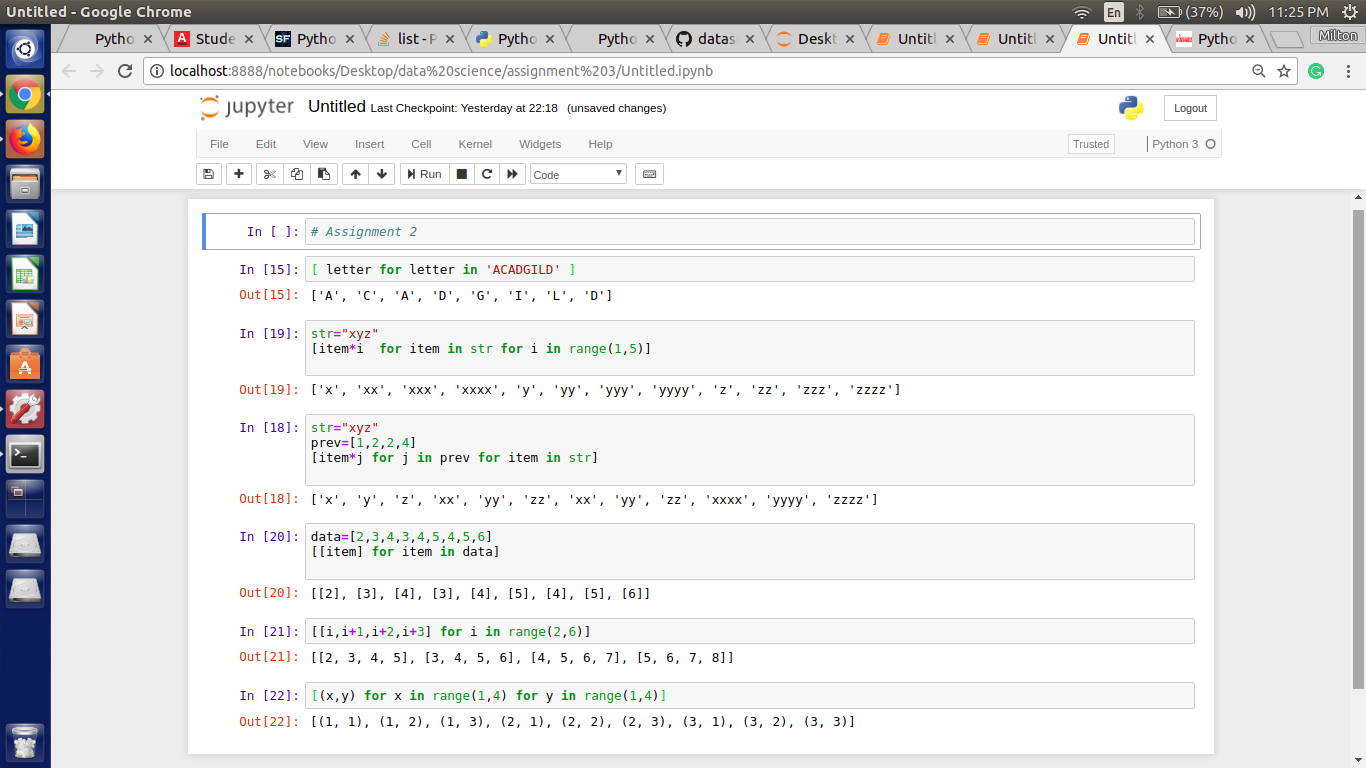 Untitled - Google Chrome
En
(37%)
11:25 PM
Pytho
Stude
Pytho
list - P
Pytho
Pytho
datas
Deskt
Untitl
Untitl
Untitl
Pytho
Milton
localhost:8888/notebooks/Desktop/data%20science/assignment%203/Untitled.ipynb
jupyter Untitled Last Checkpoint: Yesterday at 22:18 (unsaved changes)
Logout
File Edit View Insert Cell Kernel Widgets Help
Trusted
Python 3
Run
Code
In [ ]: # Assignment 2
In [15]: [ letter for letter in 'ACADGILD' ]
Out[15]: ['A', 'C', 'A', 'D', 'G', 'I', 'L', 'D']
In [19]: str="xyz"
[item*i  for item in str for i in range(1,5)]
Out[19]: ['x', 'xx', 'xxx', 'xxxx', 'y', 'yy', 'yyy', 'yyyy', 'z', 'zz', 'zzz', 'zzzz']
In [18]: str="xyz"
prev=[1,2,2,4]
[item*j for j in prev for item in str]
Out[18]: ['x', 'y', 'z', 'xx', 'yy', 'zz', 'xx', 'yy', 'zz', 'xxxx', 'yyyy', 'zzzz']
In [20]: data=[2,3,4,3,4,5,4,5,6]
[[item] for item in data]
Out[20]: [[2], [3], [4], [3], [4], [5], [4], [5], [6]]
In [21]: [[i,i+1,i+2,i+3] for i in range(2,6)]
Out[21]: [[2, 3, 4, 5], [3, 4, 5, 6], [4, 5, 6, 7], [5, 6, 7, 8]]
In [22]: [(x,y) for x in range(1,4) for y in range(1,4)]
Out[22]: [(1, 1), (1, 2), (1, 3), (2, 1), (2, 2), (2, 3), (3, 1), (3, 2), (3, 3)]